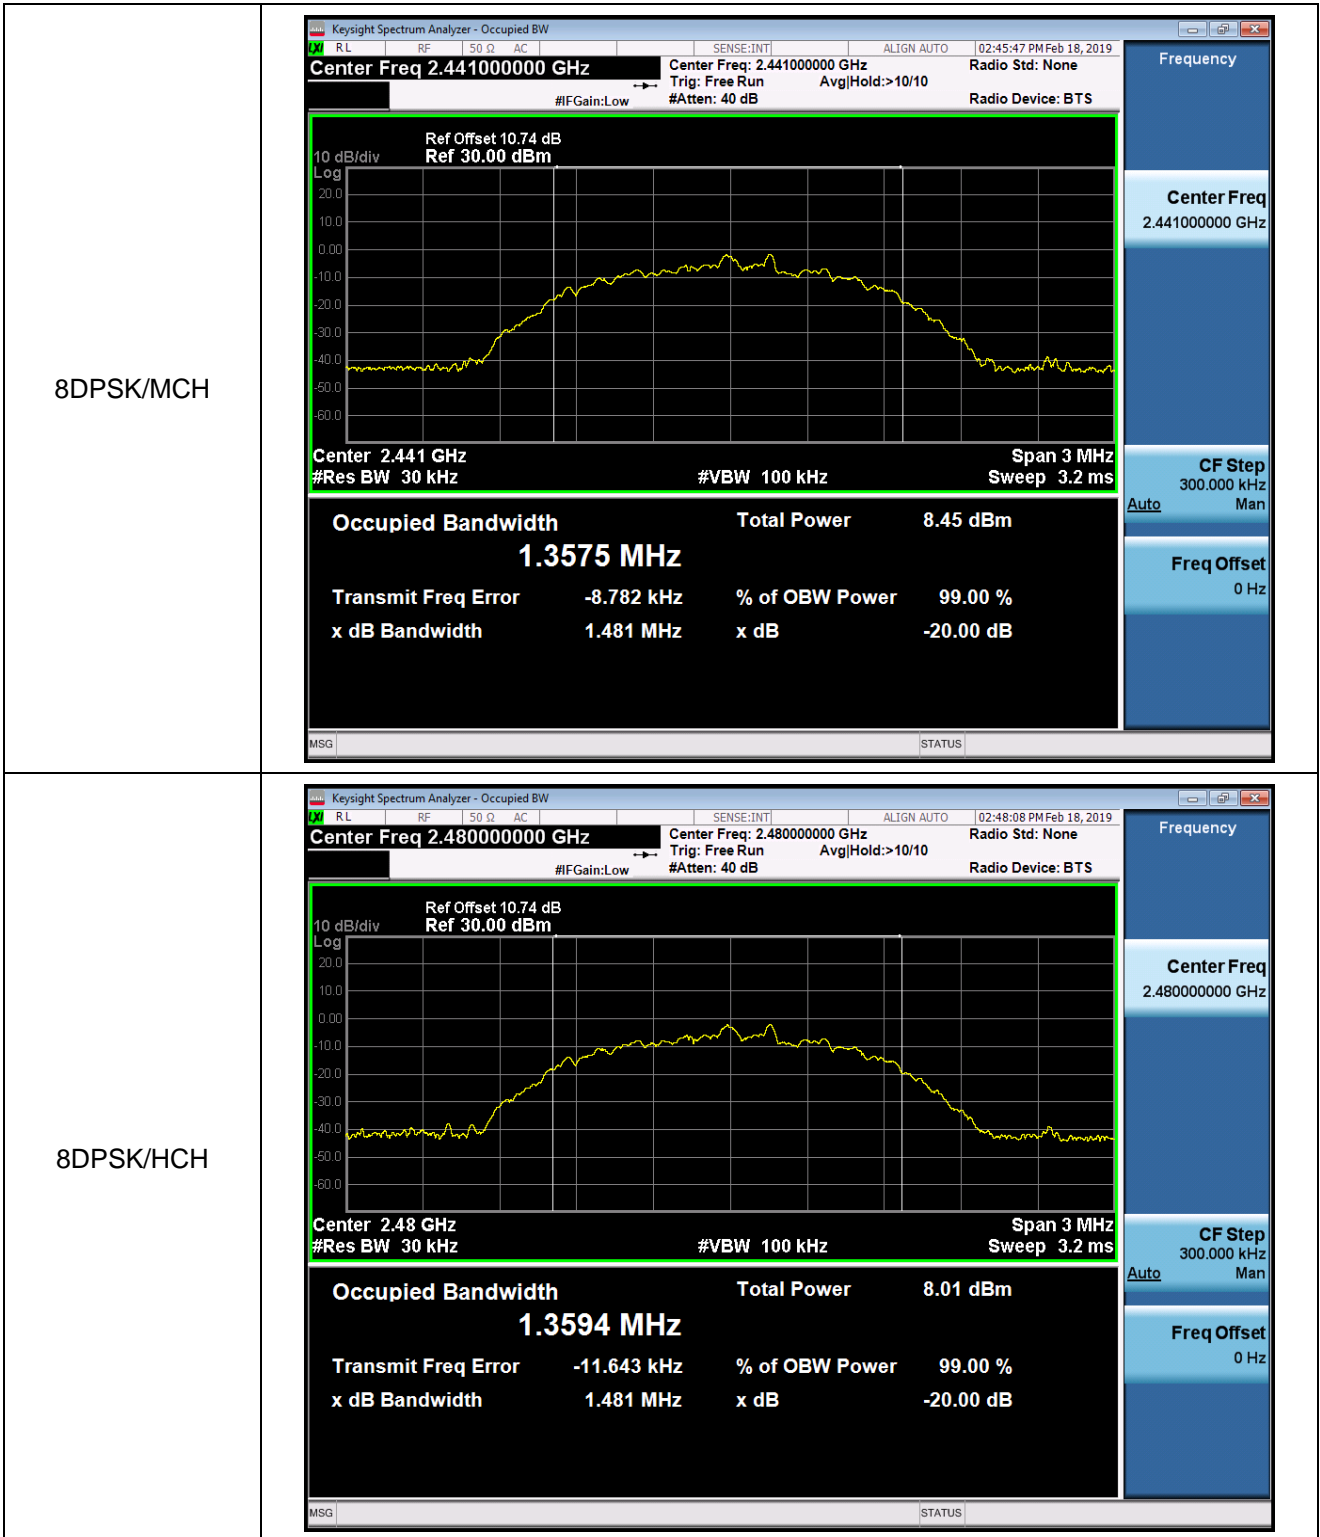 8DPSK/MCH
Keysight Spectrum Analyzer - Occupied BW
LXI RL RF 50 Ω AC SENSE:INT ALIGN AUTO 02:45:47 PM Feb 18, 2019
Center Freq 2.441000000 GHz
Center Freq: 2.441000000 GHz
Radio Std: None
Trig: Free Run Avg|Hold:>10/10
#IFGain:Low
#Atten: 40 dB
Radio Device: BTS
Ref Offset 10.74 dB
10 dB/div Ref 30.00 dBm
Log
20.0
10.0
0.00
-10.0
-20.0
-30.0
-40.0
-50.0
-60.0
Center 2.441 GHz Span 3 MHz
#Res BW 30 kHz #VBW 100 kHz Sweep 3.2 ms
Occupied Bandwidth Total Power 8.45 dBm
1.3575 MHz
Transmit Freq Error -8.782 kHz % of OBW Power 99.00 %
x dB Bandwidth 1.481 MHz x dB -20.00 dB
MSG STATUS
Frequency
Center Freq
2.441000000 GHz
CF Step
300.000 kHz
Auto Man
Freq Offset
0 Hz
8DPSK/HCH
Keysight Spectrum Analyzer - Occupied BW
LXI RL RF 50 Ω AC SENSE:INT ALIGN AUTO 02:48:08 PM Feb 18, 2019
Center Freq 2.480000000 GHz
Center Freq: 2.480000000 GHz
Radio Std: None
Trig: Free Run Avg|Hold:>10/10
#IFGain:Low
#Atten: 40 dB
Radio Device: BTS
Ref Offset 10.74 dB
10 dB/div Ref 30.00 dBm
Log
20.0
10.0
0.00
-10.0
-20.0
-30.0
-40.0
-50.0
-60.0
Center 2.48 GHz Span 3 MHz
#Res BW 30 kHz #VBW 100 kHz Sweep 3.2 ms
Occupied Bandwidth Total Power 8.01 dBm
1.3594 MHz
Transmit Freq Error -11.643 kHz % of OBW Power 99.00 %
x dB Bandwidth 1.481 MHz x dB -20.00 dB
MSG STATUS
Frequency
Center Freq
2.480000000 GHz
CF Step
300.000 kHz
Auto Man
Freq Offset
0 Hz